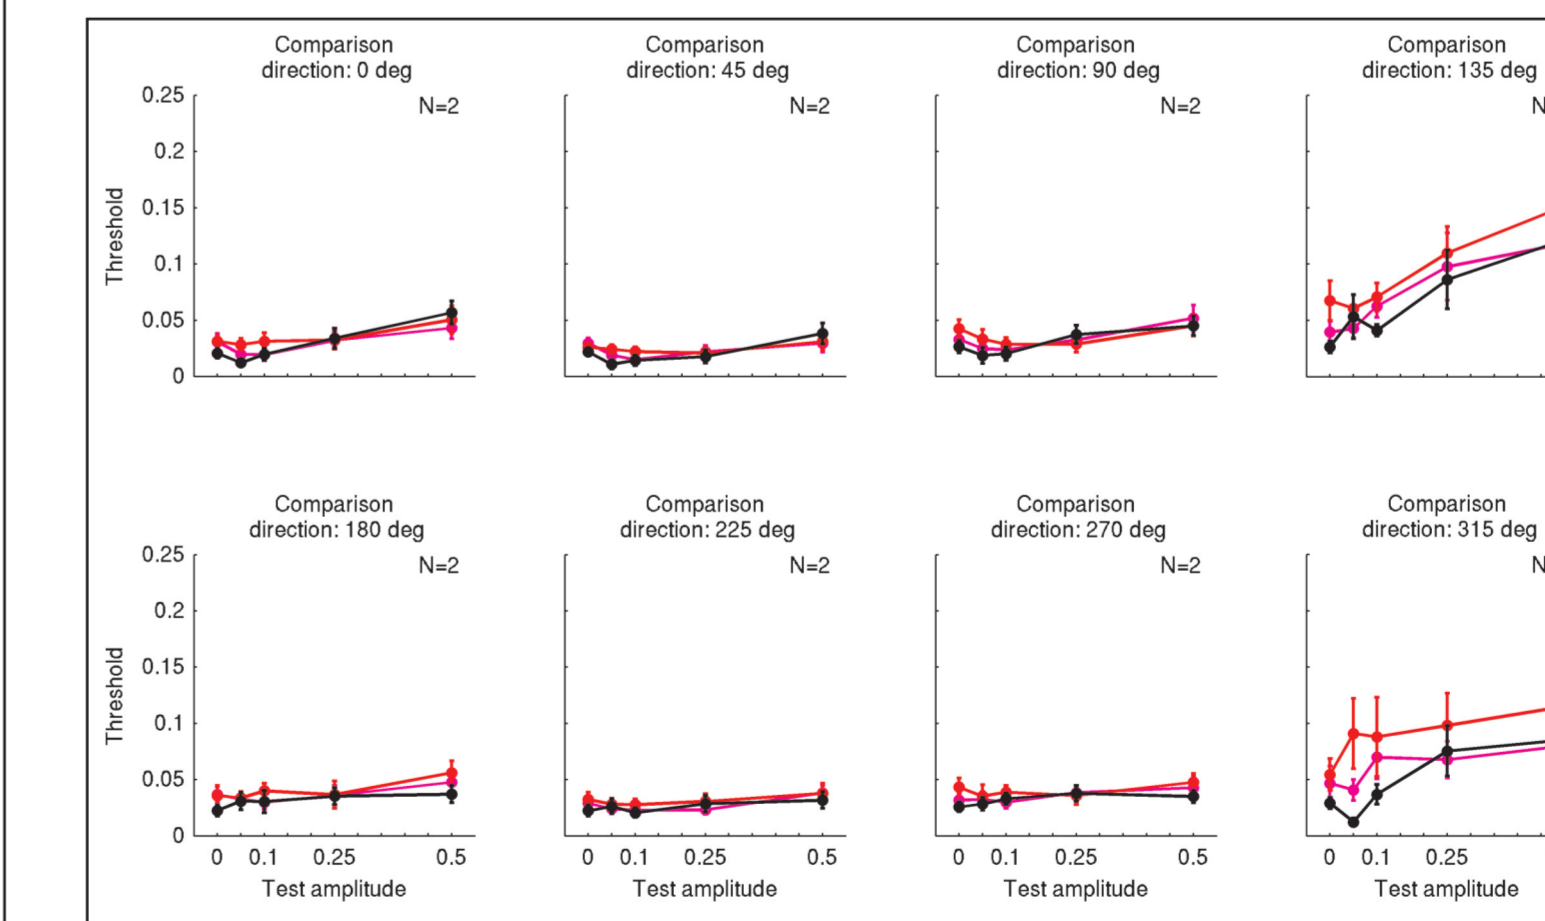 Comparison
direction: 0 deg
Comparison
direction: 45 deg
Comparison
direction: 90 deg
Comparison
direction: 135 deg
0.25
0.2
0.15
0.1
0.05
0
Threshold
N=2
N=2
N=2
N
Comparison
direction: 180 deg
Comparison
direction: 225 deg
Comparison
direction: 270 deg
Comparison
direction: 315 deg
0.25
0.2
0.15
0.1
0.05
0
Threshold
N=2
N=2
N=2
N
0 0.1 0.25 0.5
0 0.1 0.25 0.5
0 0.1 0.25 0.5
0 0.1 0.25
Test amplitude
Test amplitude
Test amplitude
Test amplitude